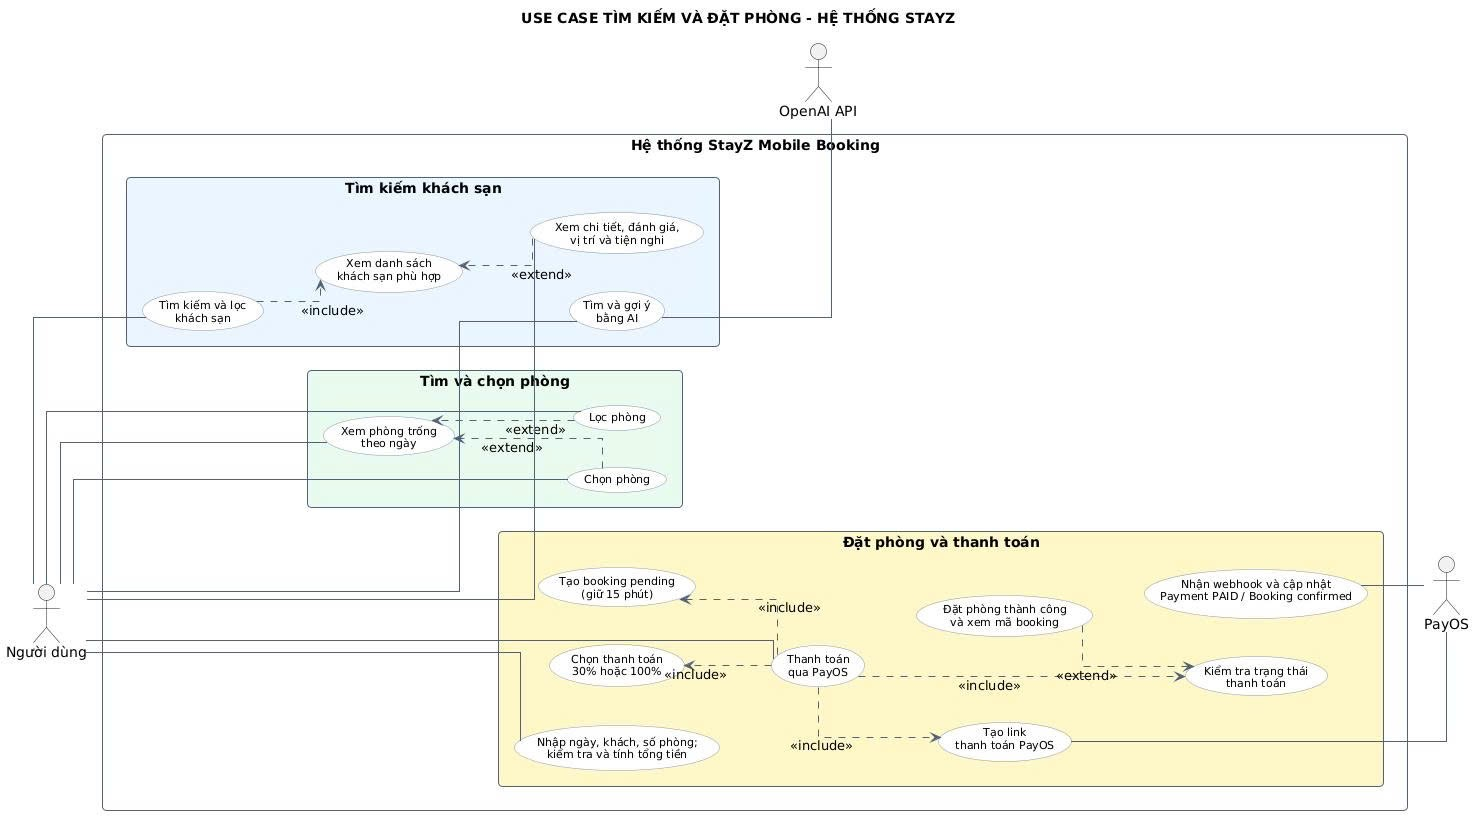 USE CASE TÌM KIẾM VÀ ĐẶT PHÒNG - HỆ THỐNG STAYZ
OpenAI API
Hệ thống StayZ Mobile Booking
Tìm kiếm khách sạn
Xem chi tiết, đánh giá,
vị trí và tiện nghi
Xem danh sách
khách sạn phù hợp
«extend»
Tìm kiếm và lọc
khách sạn
«include»
Tìm và gợi ý
bằng AI
Tìm và chọn phòng
Lọc phòng
«extend»
Xem phòng trống
theo ngày
«extend»
Chọn phòng
Đặt phòng và thanh toán
Tạo booking pending
(giữ 15 phút)
«include»
Nhận webhook và cập nhật
Payment PAID / Booking confirmed
Đặt phòng thành công
và xem mã booking
PayOS
Người dùng
Chọn thanh toán
30% hoặc 100%
«include»
Thanh toán
qua PayOS
«include»
«extend»
Kiểm tra trạng thái
thanh toán
Nhập ngày, khách, số phòng;
kiểm tra và tính tổng tiền
«include»
Tạo link
thanh toán PayOS